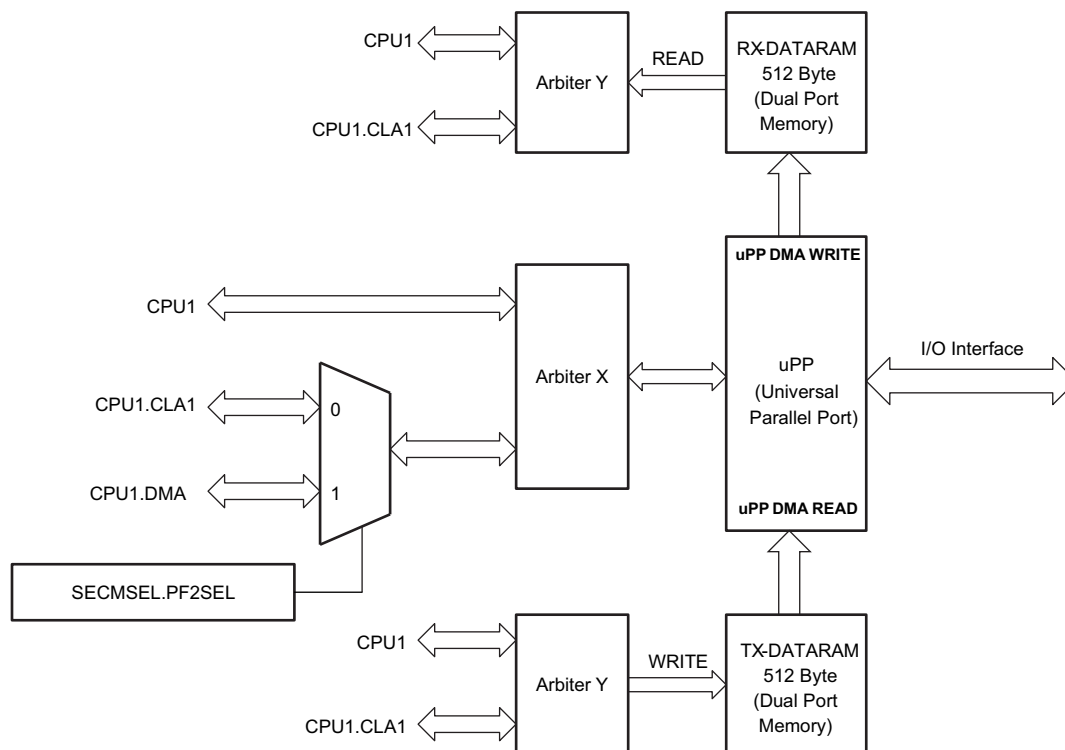 CPU1
CPU1.CLA1
Arbiter Y
READ
RX-DATARAM
512 Byte
(Dual Port
Memory)
CPU1
CPU1.CLA1
0
CPU1.DMA
1
SECMSEL.PF2SEL
Arbiter X
uPP DMA WRITE
uPP
(Universal
Parallel Port)
uPP DMA READ
I/O Interface
CPU1
CPU1.CLA1
Arbiter Y
WRITE
TX-DATARAM
512 Byte
(Dual Port
Memory)